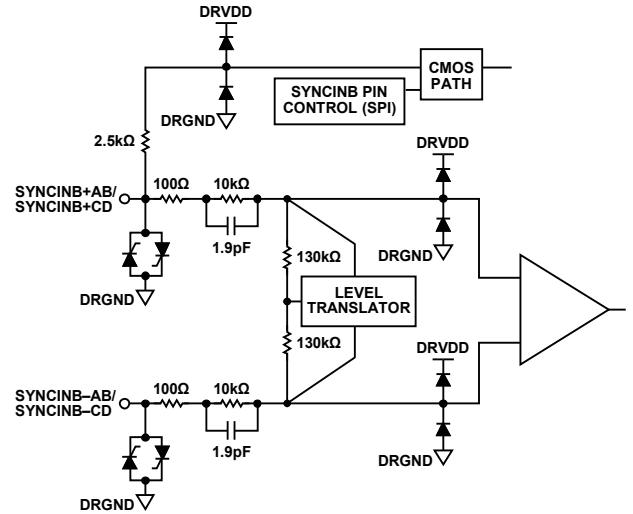 DRVDD
CMOS
PATH
SYNCINB PIN
CONTROL (SPI)
DRGND
2.5kΩ
DRVDD
SYNCINB+AB/
SYNCINB+CD
100Ω
10kΩ
1.9pF
DRGND
130kΩ
DRGND
LEVEL
TRANSLATOR
130kΩ
DRVDD
SYNCINB–AB/
SYNCINB–CD
100Ω
10kΩ
1.9pF
DRGND
DRGND